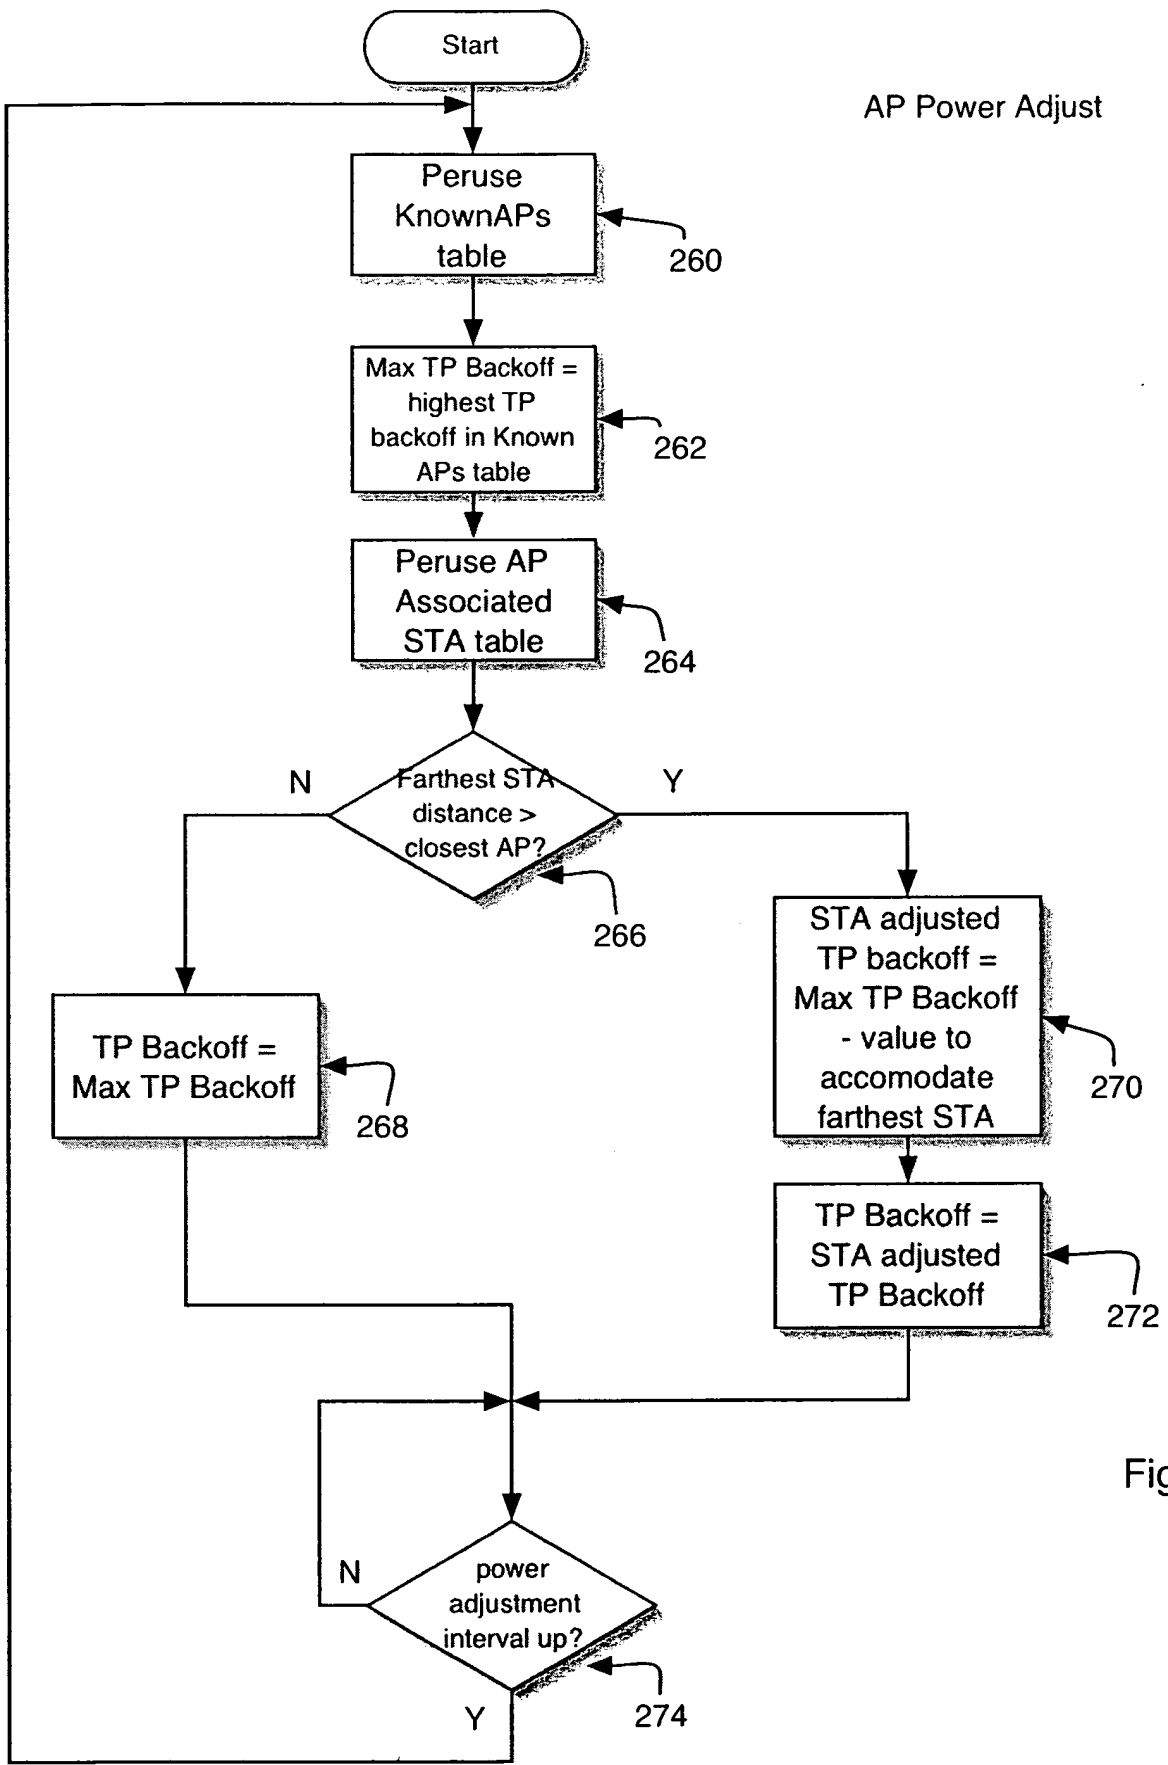 Start
AP Power Adjust
Peruse
KnownAPs
table
260
Max TP Backoff =
highest TP
backoff in Known
APs table
262
Peruse AP
Associated
STA table
264
N
Farthest STA
distance >
closest AP?
Y
266
STA adjusted
TP backoff =
Max TP Backoff
- value to
accomodate
farthest STA
270
TP Backoff =
Max TP Backoff
268
TP Backoff =
STA adjusted
TP Backoff
272
Fig
N
power
adjustment
interval up?
Y
274